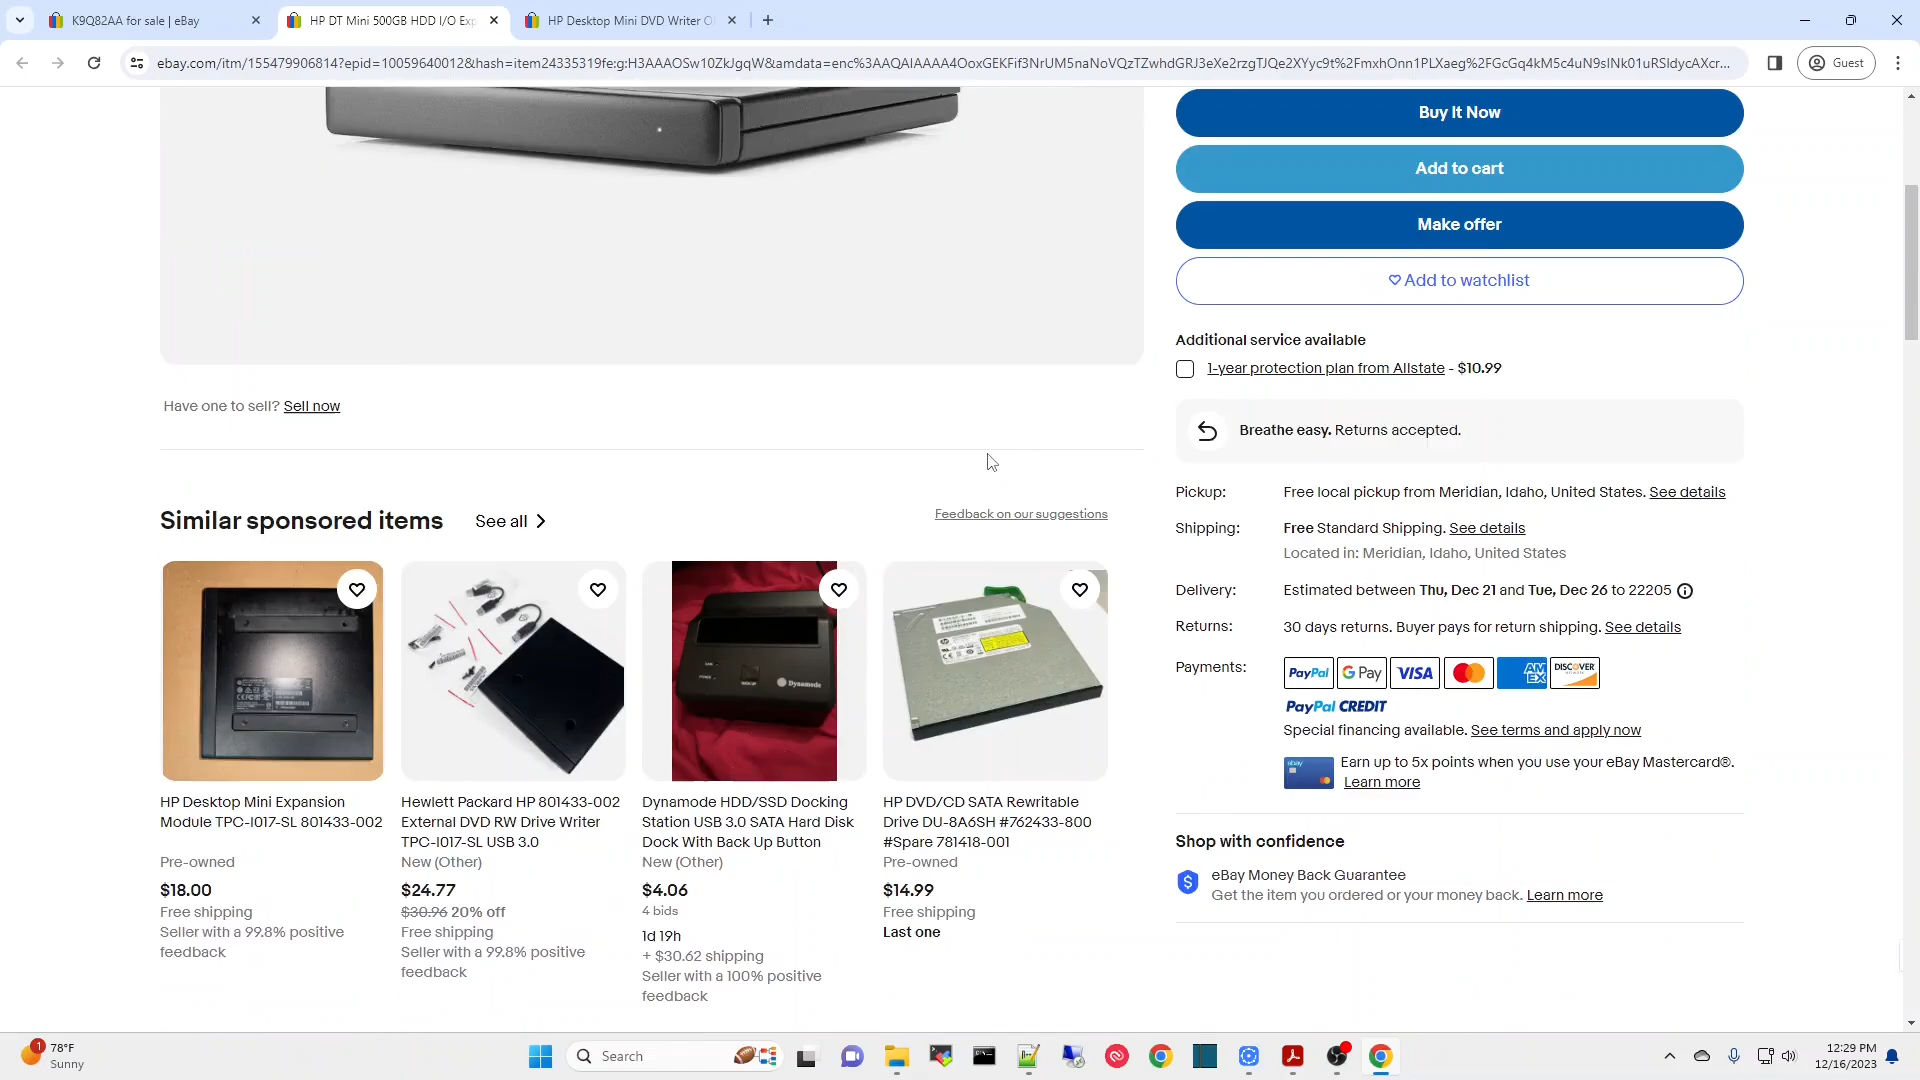 K9Q82AA for sale | eBay
HP DT Mini 500GB HDD I/O Exp
HP Desktop Mini DVD Writer O
ebay.com/itm/155479906814?epid=10059640012&hash=item24335319fe:g:H3AAAOSw10ZkJgqW&amdata=enc%3AAQAIAAAA4OoxGEKFif3NrUM5naNoVQzTZwhdGRJ3eXe2rzgTJQe2XYyc9t%2FmxhOnn1PLXaeg%2FGcGq4kM5c4uN9sINk01uRSIdycAXcr...
Guest
Buy It Now
Add to cart
Make offer
Add to watchlist
Additional service available
1-year protection plan from Allstate - $10.99
Have one to sell? Sell now
Breathe easy. Returns accepted.
Pickup: Free local pickup from Meridian, Idaho, United States. See details
Shipping: Free Standard Shipping. See details
Located in: Meridian, Idaho, United States
Delivery: Estimated between Thu, Dec 21 and Tue, Dec 26 to 22205
Returns: 30 days returns. Buyer pays for return shipping. See details
Payments: PayPal G Pay VISA AMEX DISCOVER
PayPal CREDIT
Special financing available. See terms and apply now
ebay
Earn up to 5x points when you use your eBay Mastercard®.
Learn more
Shop with confidence
eBay Money Back Guarantee
Get the item you ordered or your money back. Learn more
Similar sponsored items
See all
Feedback on our suggestions
HP Desktop Mini Expansion
Module TPC-I017-SL 801433-002
Pre-owned
$18.00
Free shipping
Seller with a 99.8% positive
feedback
Hewlett Packard HP 801433-002
External DVD RW Drive Writer
TPC-I017-SL USB 3.0
New (Other)
$24.77
$30.96 20% off
Free shipping
Seller with a 99.8% positive
feedback
Dynamode
Dynamode HDD/SSD Docking
Station USB 3.0 SATA Hard Disk
Dock With Back Up Button
New (Other)
$4.06
4 bids
1d 19h
+ $30.62 shipping
Seller with a 100% positive
feedback
HP DVD/CD SATA Rewritable
Drive DU-8A6SH #762433-800
#Spare 781418-001
Pre-owned
$14.99
Free shipping
Last one
1
78°F
Sunny
Search
12:29 PM
12/16/2023